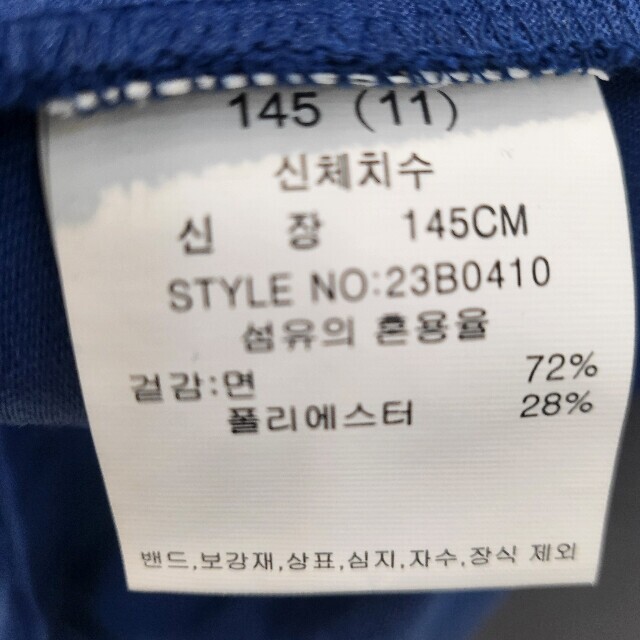 145 (11)
신체치수
신 장 145CM
STYLE NO:23B0410
섬유의 혼용율
겉감:면 72%
폴리에스터 28%
밴드,보강재,상표,심지,자수,장식 제외